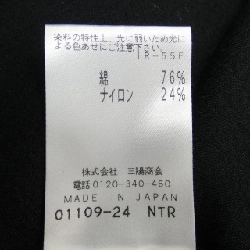 染料の特性上、光に弱いため光に
よる色あせにご注意下さい。
TR-55F
綿 76%
ナイロン 24%
株式会社 三陽商会
電話0120-340-460
MADE IN JAPAN
01109-24 NTR